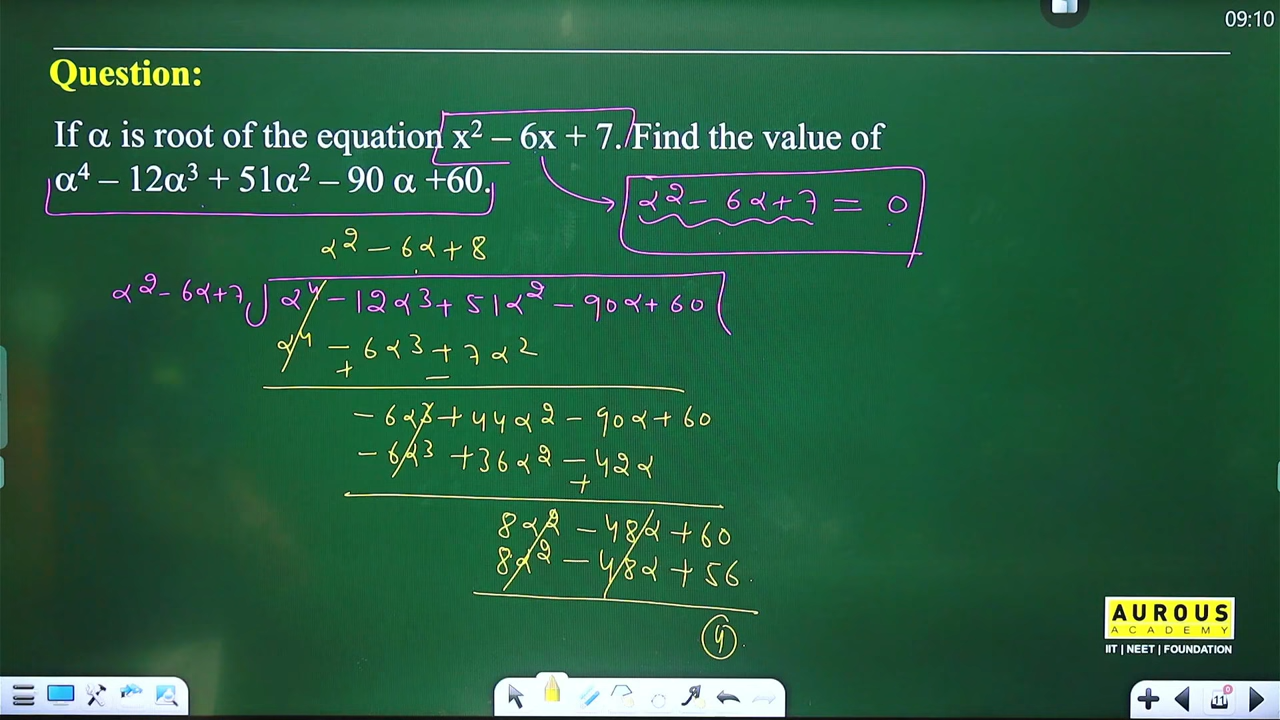 09:10
Question:
If α is root of the equation x² – 6x + 7. Find the value of
α⁴ – 12α³ + 51α² – 90 α +60.
α² – 6α + 7 = 0
α² – 6α + 8
α² – 6α + 7 α⁴ – 12α³ + 51α² – 90α + 60
α⁴ – 6α³ + 7α²
+ –
– 6α³ + 44α² – 90α + 60
– 6α³ + 36α² – 42α
+
8α² – 48α + 60
8α² – 48α + 56
4
AUROUS
ACADEMY
IIT | NEET | FOUNDATION
11
0